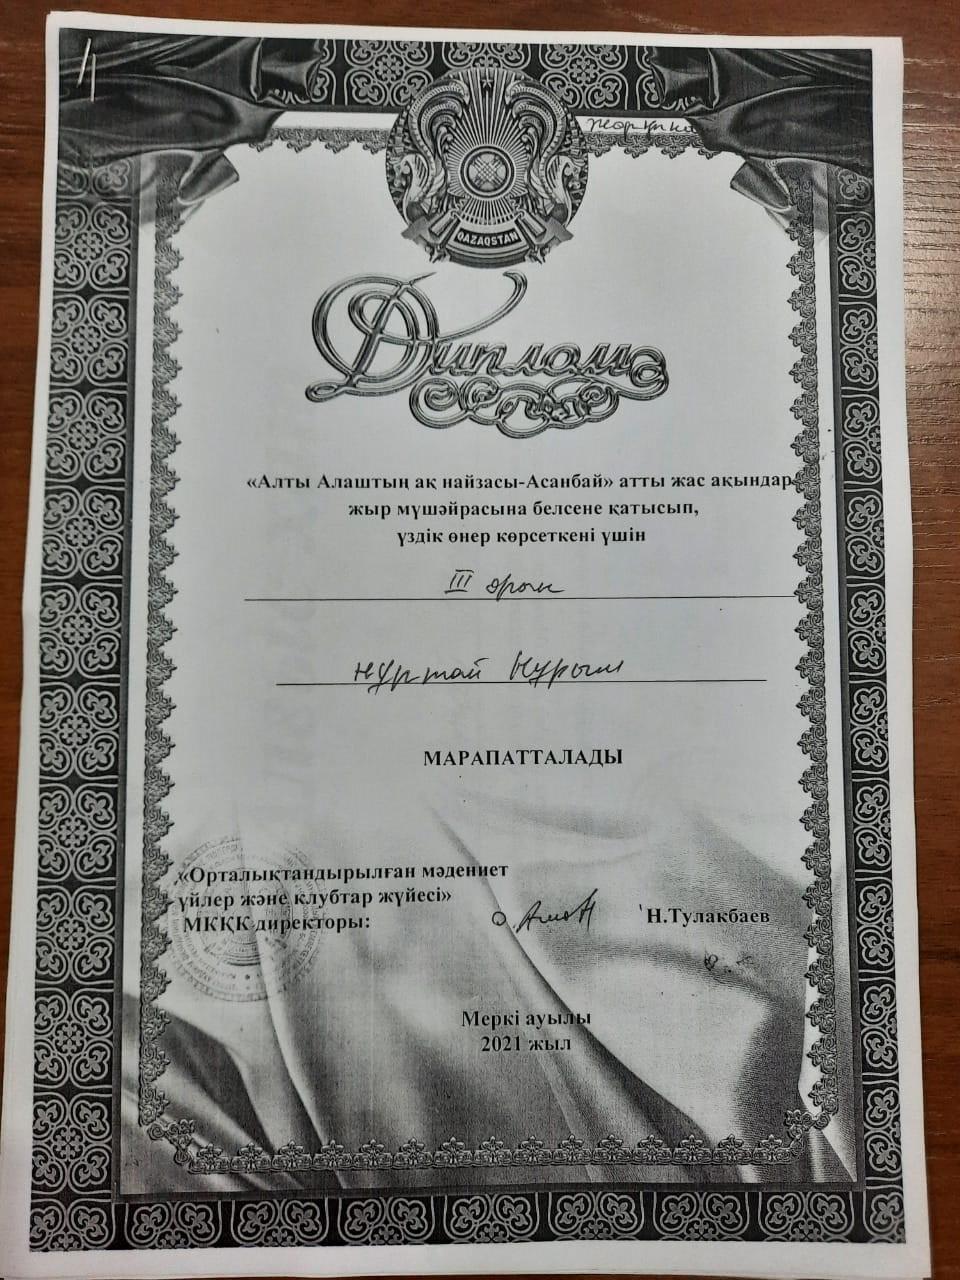 QAZAQSTAN
Диплом
«Алты Алаштың ақ найзасы-Асанбай» атты жас ақындар
жыр мүшәйрасына белсене қатысып,
үздік өнер көрсеткені үшін
III орын
Нұртай Нұрым
МАРАПАТТАЛАДЫ
«Орталықтандырылған мәдениет
үйлер және клубтар жүйесі»
МКҚК директоры:
Н.Тулакбаев
Меркі ауылы
2021 жыл